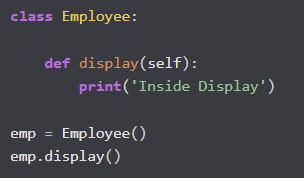 class Employee:
    def display(self):
        print('Inside Display')
emp = Employee()
emp.display()